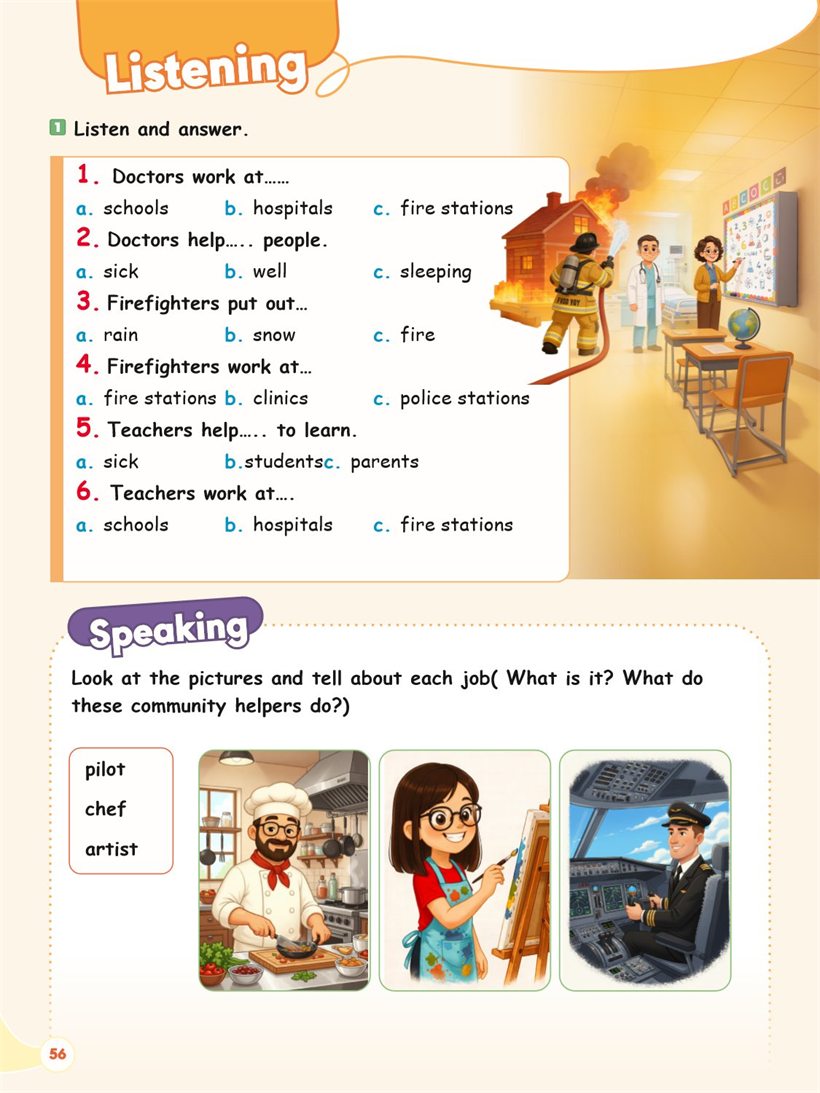 Listening
1 Listen and answer.
1. Doctors work at......
a. schools b. hospitals c. fire stations
2. Doctors help..... people.
a. sick b. well c. sleeping
3. Firefighters put out...
a. rain b. snow c. fire
4. Firefighters work at...
a. fire stations b. clinics c. police stations
5. Teachers help..... to learn.
a. sick b.students c. parents
6. Teachers work at....
a. schools b. hospitals c. fire stations
Speaking
Look at the pictures and tell about each job( What is it? What do
these community helpers do?)
pilot
chef
artist
56